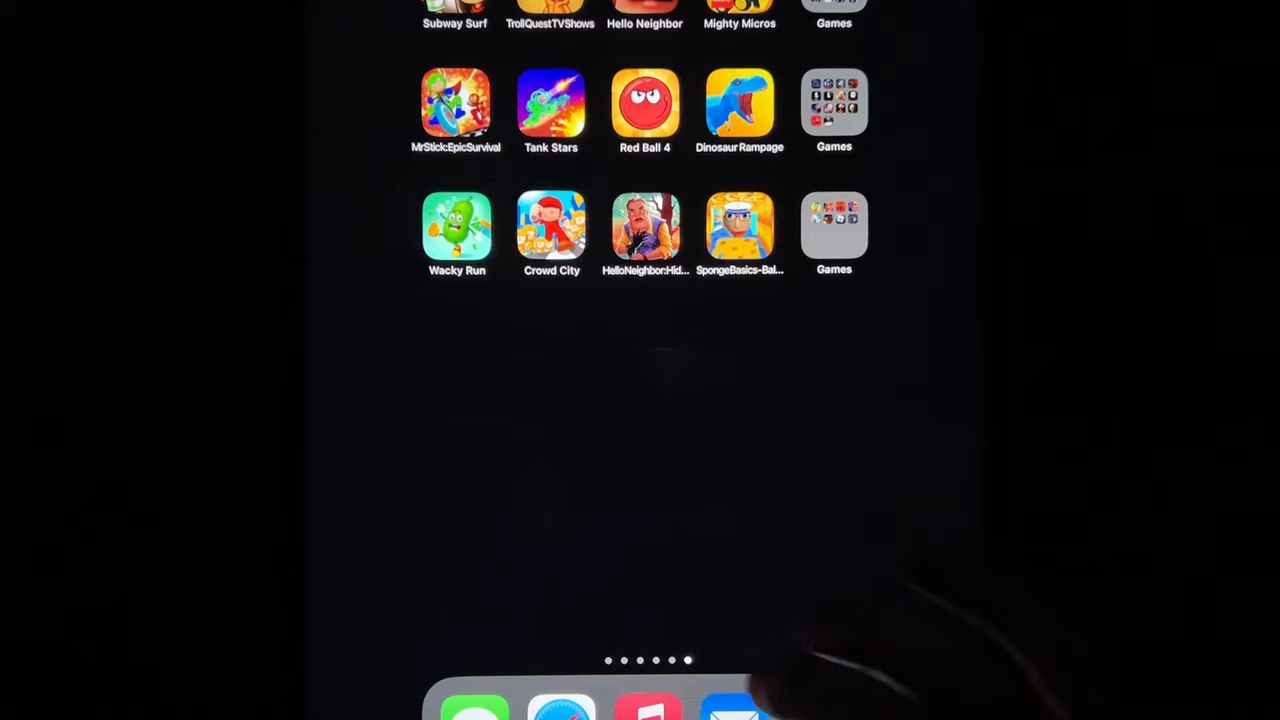 Subway Surf TrollQuestTVShows Hello Neighbor Mighty Micros Games
MrStick:EpicSurvival Tank Stars Red Ball 4 Dinosaur Rampage Games
Wacky Run Crowd City HelloNeighbor:Hid... SpongeBasics-Bal... Games